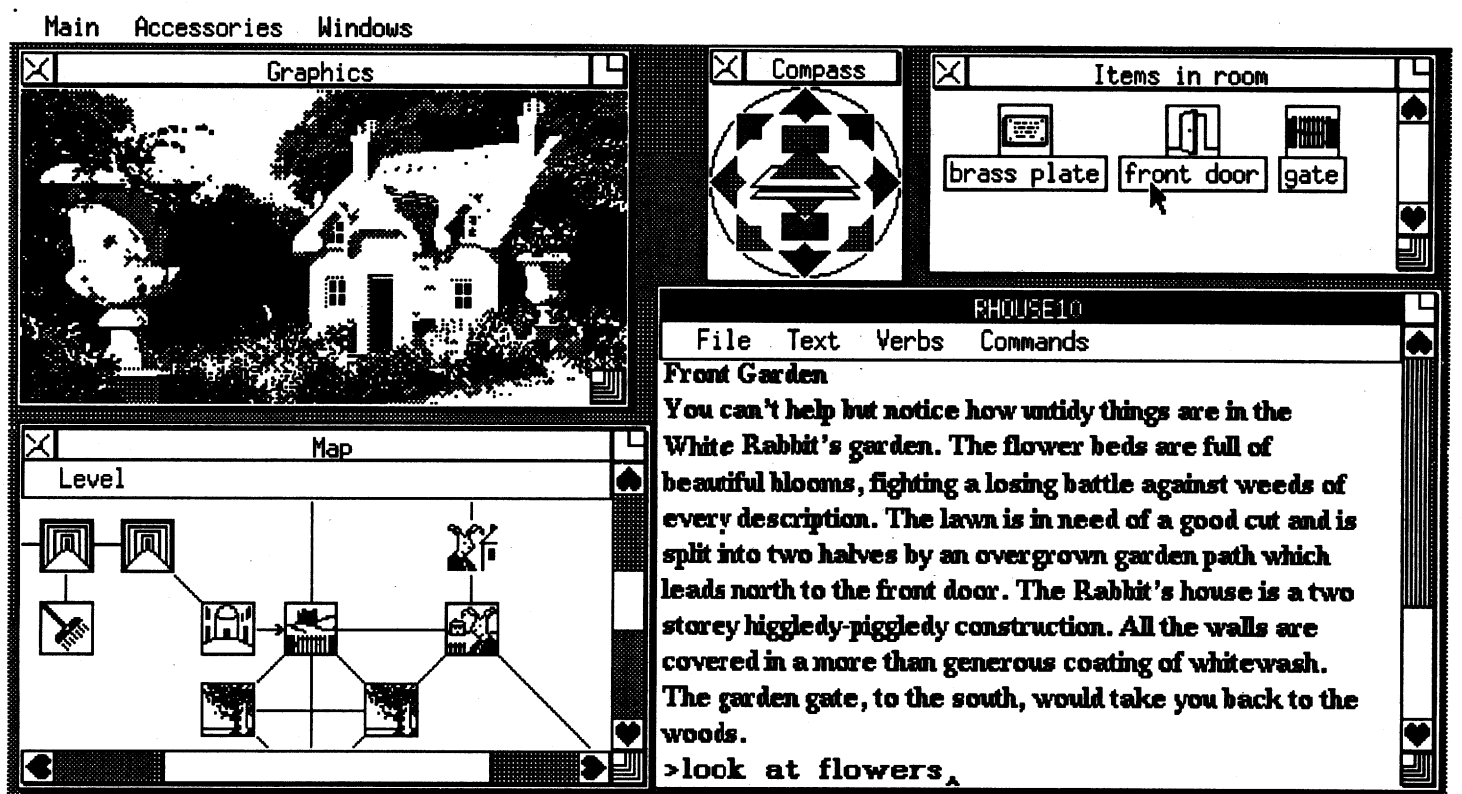 Main Accessories Windows
Graphics
Compass
Items in room
brass plate front door gate
RHOUSE10
File Text Verbs Commands
Front Garden
You can't help but notice how untidy things are in the
White Rabbit's garden. The flower beds are full of
beautiful blooms, fighting a losing battle against weeds of
every description. The lawn is in need of a good cut and is
split into two halves by an overgrown garden path which
leads north to the front door. The Rabbit's house is a two
storey higgledy-piggledy construction. All the walls are
covered in a more than generous coating of whitewash.
The garden gate, to the south, would take you back to the
woods.
>look at flowers
Map
Level